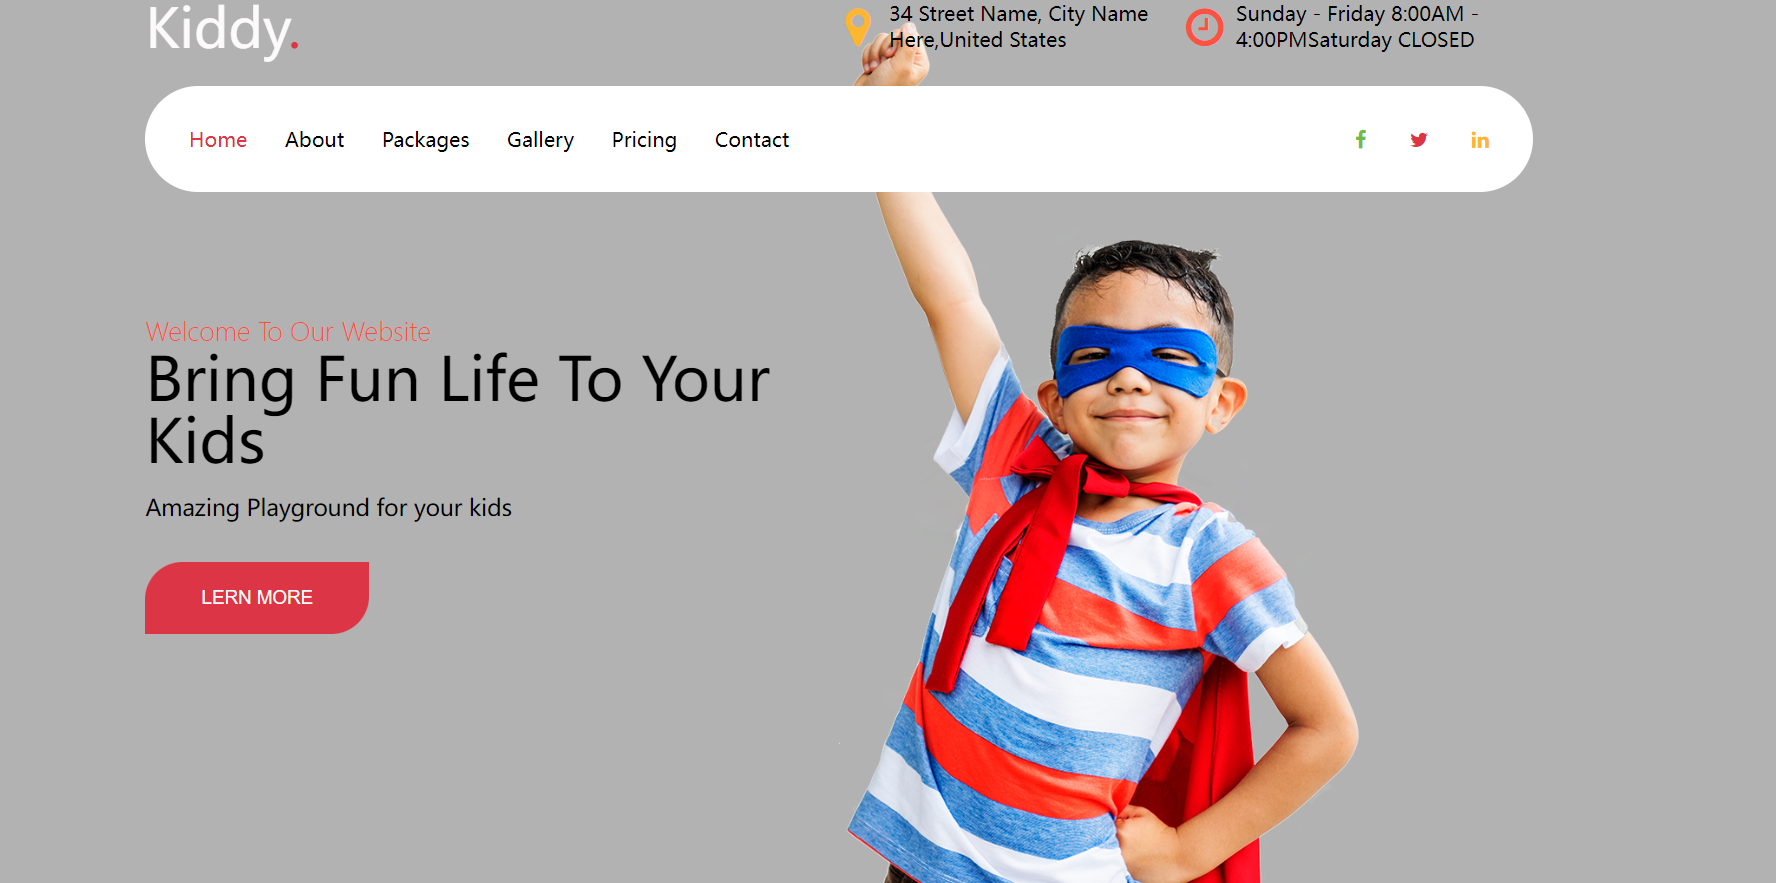 Kiddy.
34 Street Name, City Name
Here,United States
Sunday - Friday 8:00AM -
4:00PMSaturday CLOSED
Home About Packages Gallery Pricing Contact
Welcome To Our Website
Bring Fun Life To Your
Kids
Amazing Playground for your kids
LERN MORE